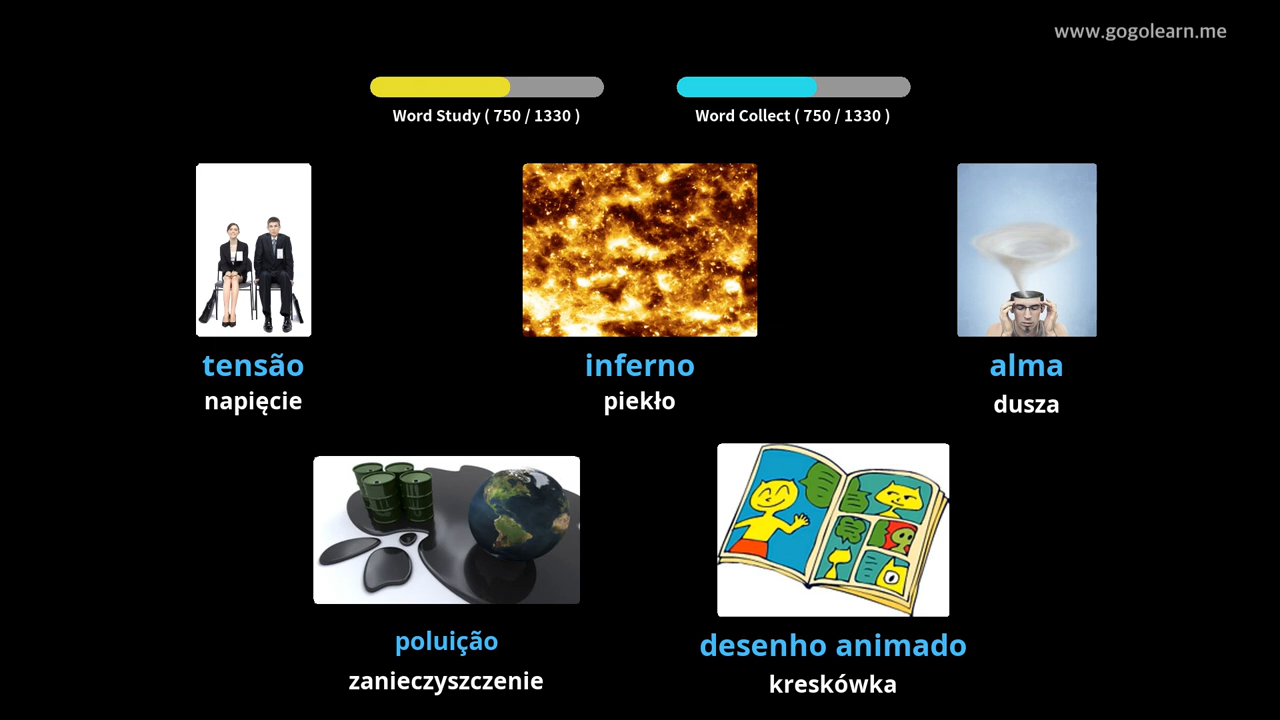 www.gogolearn.me
Word Study ( 750 / 1330 )
Word Collect ( 750 / 1330 )
tensão
napięcie
inferno
piekło
alma
dusza
poluição
zanieczyszczenie
desenho animado
kreskówka